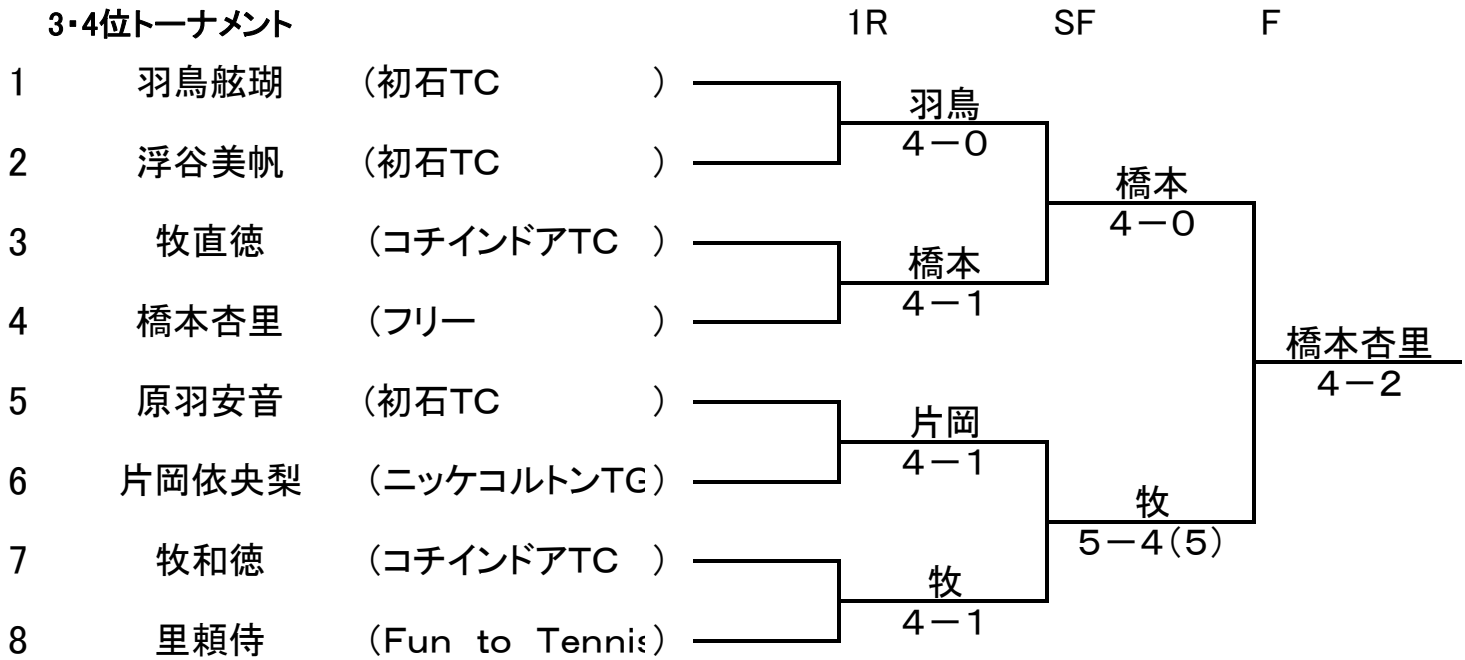 3・4位トーナメント 1R SF F
1 羽鳥舷瑚 (初石TC )
羽鳥
4-0
2 浮谷美帆 (初石TC )
橋本
4-0
3 牧直徳 (コチインドアTC )
橋本
4-1
4 橋本杏里 (フリー )
橋本杏里
4-2
5 原羽安音 (初石TC )
片岡
4-1
6 片岡依央梨 (ニッケコルトンTG)
牧
5-4(5)
7 牧和徳 (コチインドアTC )
牧
4-1
8 里頼侍 (Fun to Tennis)